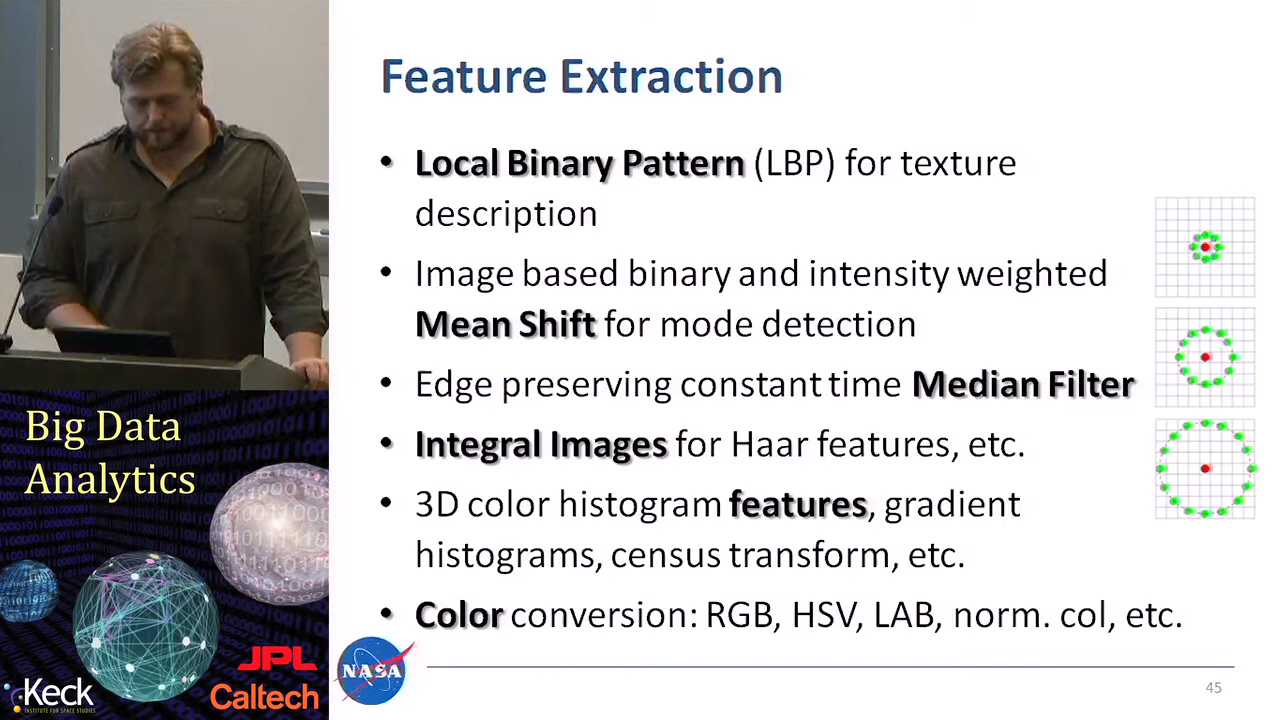 Feature Extraction
• Local Binary Pattern (LBP) for texture
description
• Image based binary and intensity weighted
Mean Shift for mode detection
• Edge preserving constant time Median Filter
• Integral Images for Haar features, etc.
• 3D color histogram features, gradient
histograms, census transform, etc.
• Color conversion: RGB, HSV, LAB, norm. col, etc.
45
NASA
Big Data
Analytics
JPL
Caltech
Keck
INSTITUTE FOR SPACE STUDIES